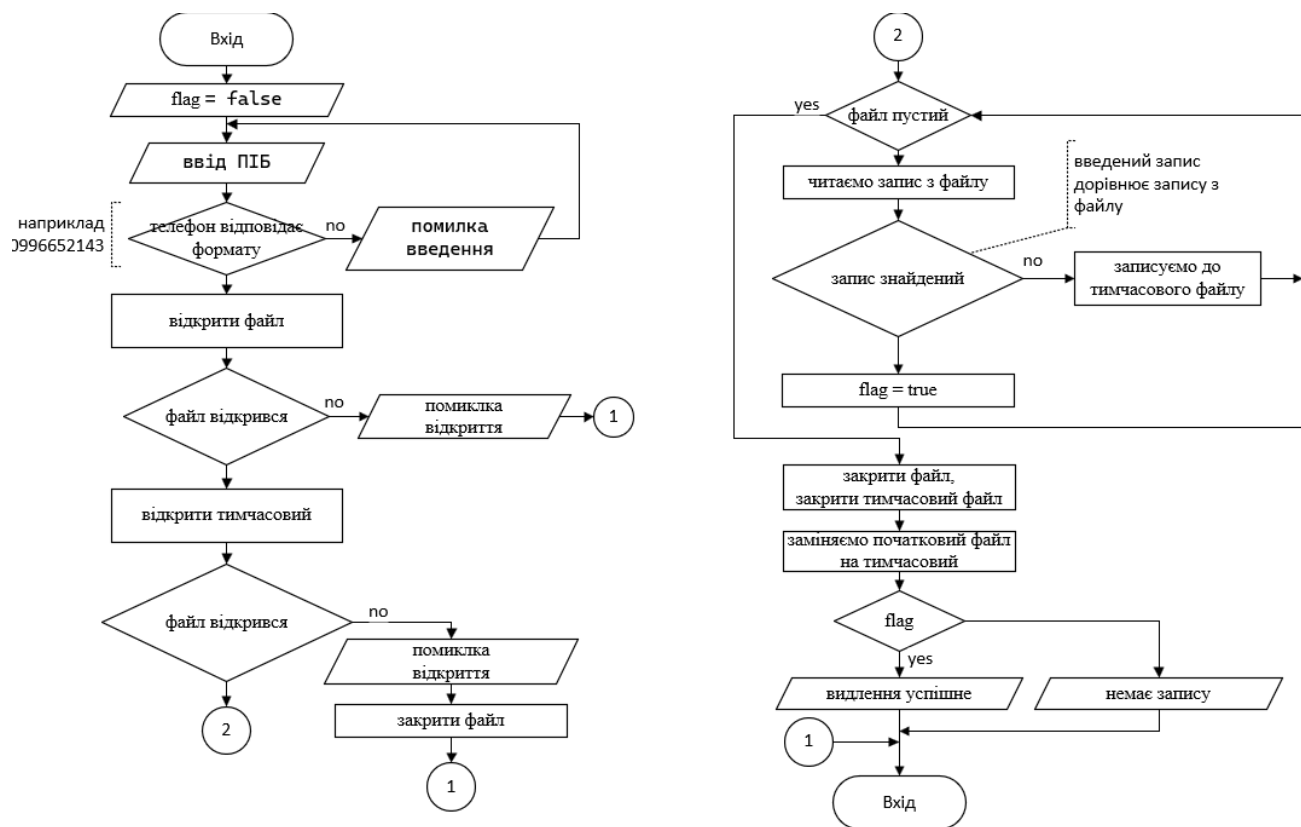 Вхід
flag = false
ввід ПІБ
наприклад
0996652143
телефон відповідає
формату
no
помилка
введення
відкрити файл
файл відкрився
no
помиклка
відкриття
1
відкрити тимчасовий
файл відкрився
no
помиклка
відкриття
2
закрити файл
1
2
yes
файл пустий
введений запис
дорівнює запису з
файлу
читаємо запис з файлу
запис знайдений
no
записуємо до
тимчасового файлу
flag = true
закрити файл,
закрити тимчасовий файл
заміняємо початковий файл
на тимчасовий
flag
yes
видлення успішне
немає запису
1
Вхід